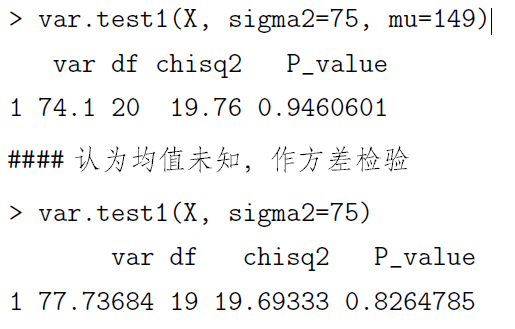 > var.test1(X, sigma2=75, mu=149)
var df chisq2 P_value
1 74.1 20 19.76 0.9460601
#### 认为均值未知，作方差检验
> var.test1(X, sigma2=75)
var df chisq2 P_value
1 77.73684 19 19.69333 0.8264785